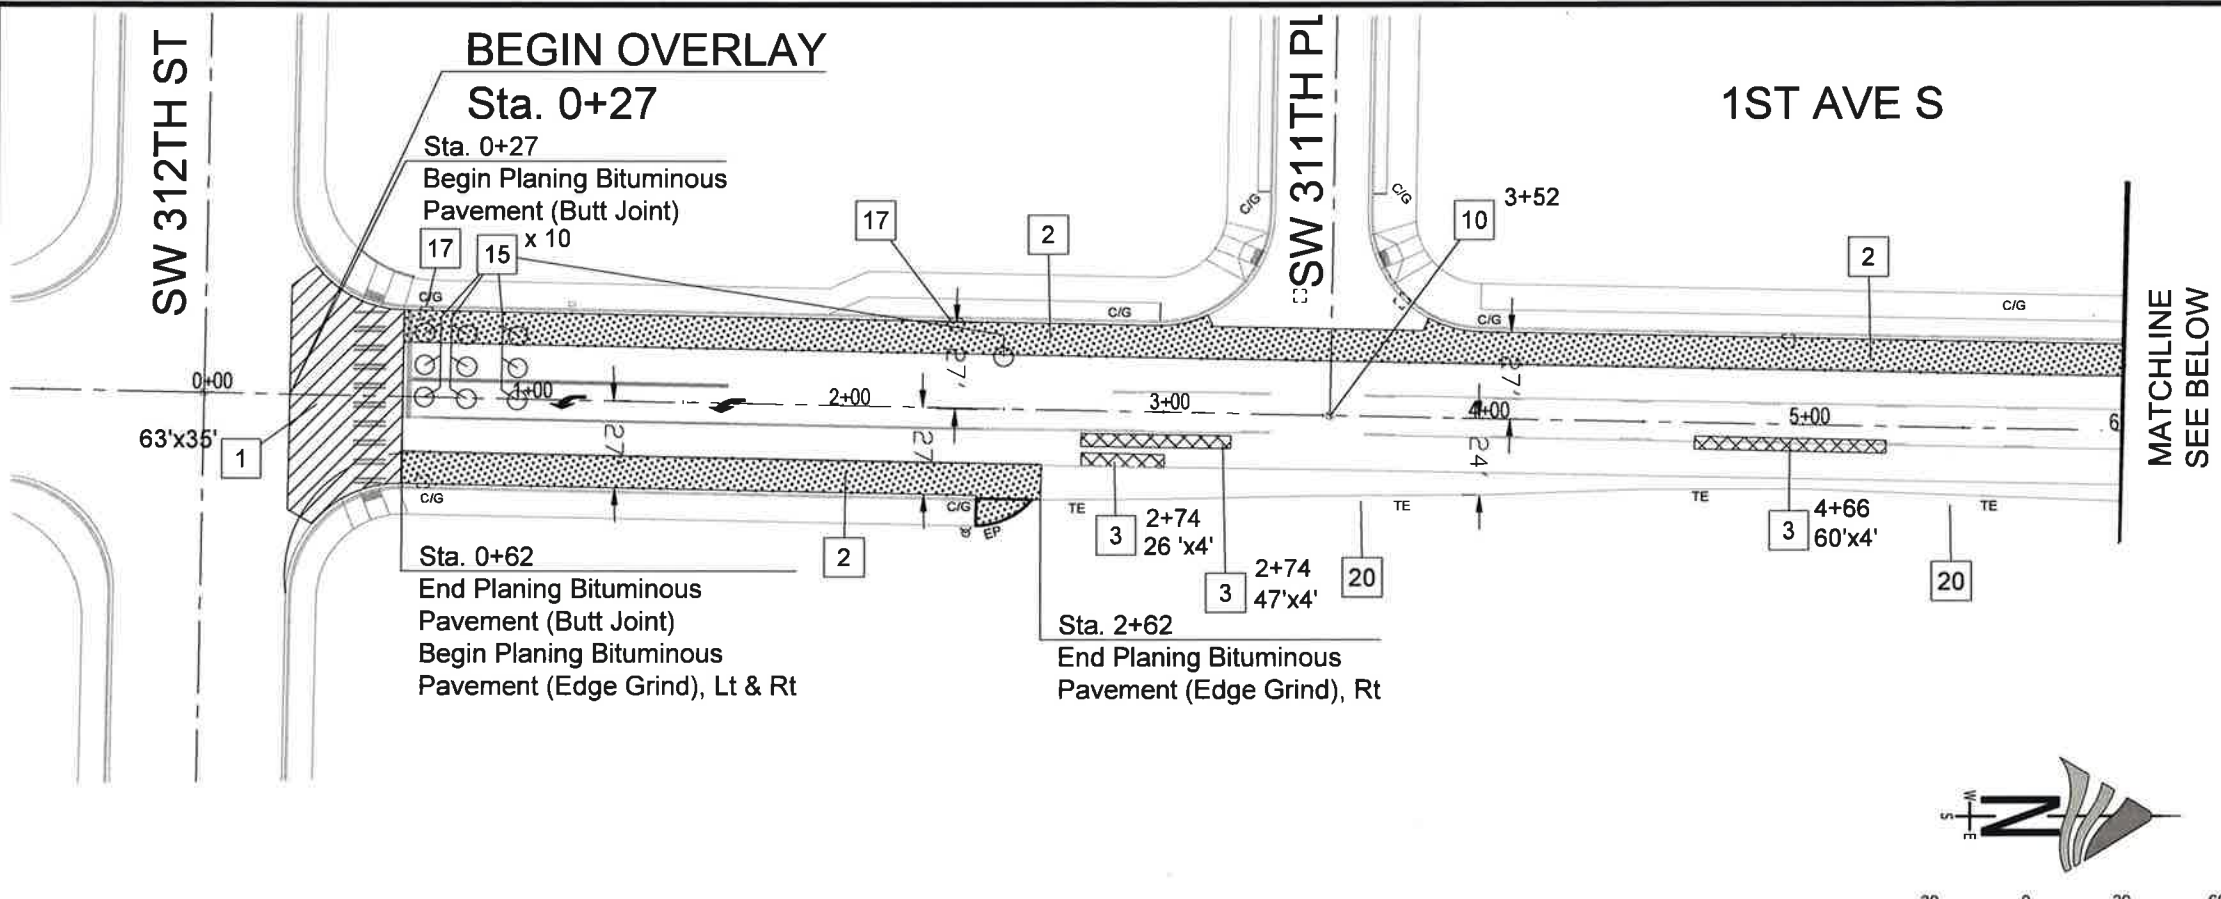 SW 312TH ST
BEGIN OVERLAY
Sta. 0+27
Sta. 0+27
Begin Planing Bituminous
Pavement (Butt Joint)
x 10
17
15
17
2
SW 311TH PL
C/G
C/G
10
3+52
1ST AVE S
2
C/G
C/G
C/G
C/G
MATCHLINE
SEE BELOW
0+00
1+00
2+00
3+00
4+00
5+00
6
27'
27'
27
27
24'
63'x35'
1
C/G
C/G
EP
TE
TE
TE
TE
2
3
2+74
26 'x4'
3
2+74
47'x4'
20
3
4+66
60'x4'
20
Sta. 0+62
End Planing Bituminous
Pavement (Butt Joint)
Begin Planing Bituminous
Pavement (Edge Grind), Lt & Rt
Sta. 2+62
End Planing Bituminous
Pavement (Edge Grind), Rt
W
S
E
N